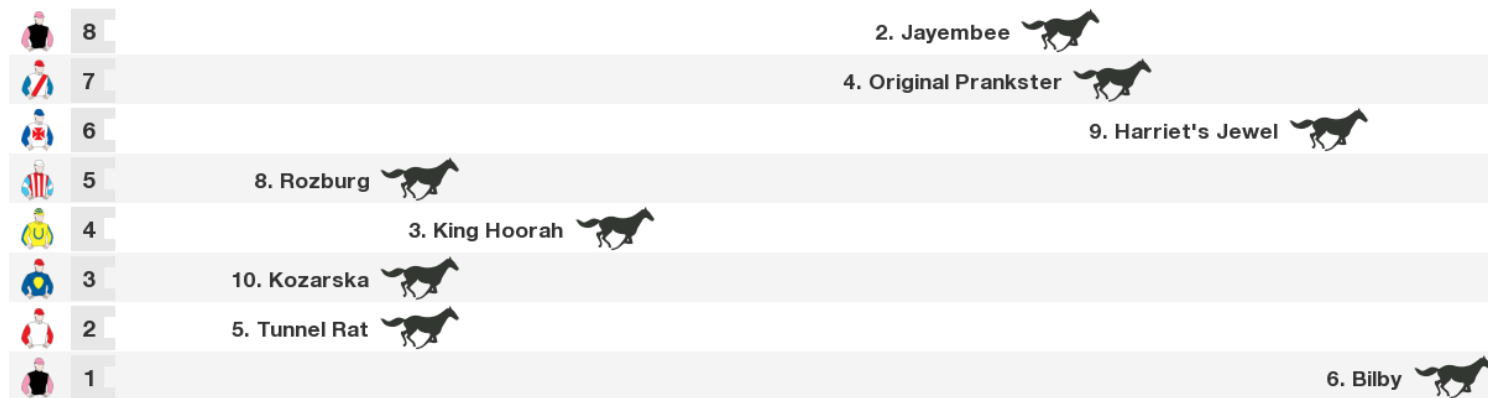 8 2. Jayembee
7 4. Original Prankster
6 9. Harriet's Jewel
5 8. Rozburg
4 3. King Hoorah
3 10. Kozarska
2 5. Tunnel Rat
1 6. Bilby